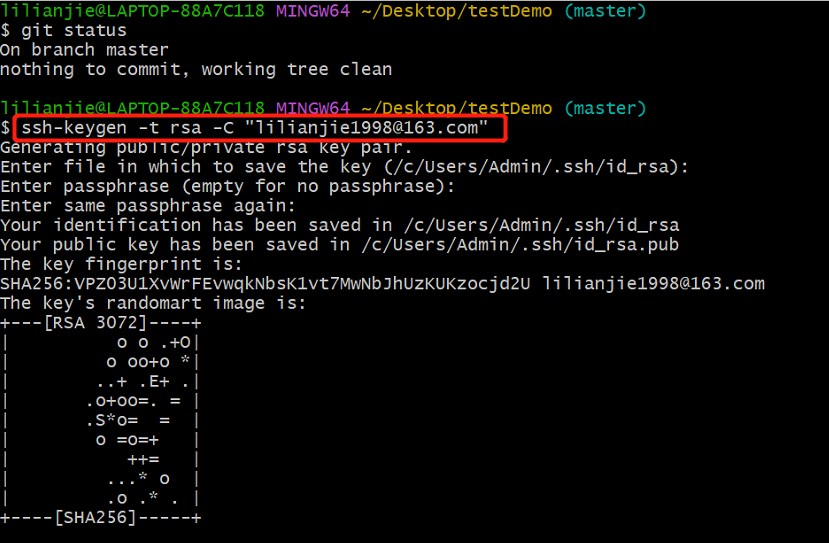 lilianjie@LAPTOP-88A7C118 MINGW64 ~/Desktop/testDemo (master)
$ git status
On branch master
nothing to commit, working tree clean
lilianjie@LAPTOP-88A7C118 MINGW64 ~/Desktop/testDemo (master)
$ ssh-keygen -t rsa -C "lilianjie1998@163.com"
Generating public/private rsa key pair.
Enter file in which to save the key (/c/Users/Admin/.ssh/id_rsa):
Enter passphrase (empty for no passphrase):
Enter same passphrase again:
Your identification has been saved in /c/Users/Admin/.ssh/id_rsa
Your public key has been saved in /c/Users/Admin/.ssh/id_rsa.pub
The key fingerprint is:
SHA256:VPZO3U1XvWrFEvwqkNbsK1vt7MwNbJhUzKUKzocjd2U lilianjie1998@163.com
The key's randomart image is:
+---[RSA 3072]----+
|           o o .+O|
|          o oo+o *|
|         ..+ .E+ .|
|        .o+oo=. = |
|        .S*o=  =  |
|         o =o=+   |
|            ++=   |
|          ...* o  |
|          .o .* . |
+----[SHA256]-----+